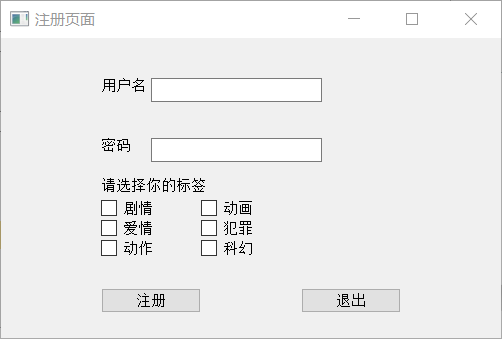 注册页面
用户名
密码
请选择你的标签
剧情 动画
爱情 犯罪
动作 科幻
注册 退出